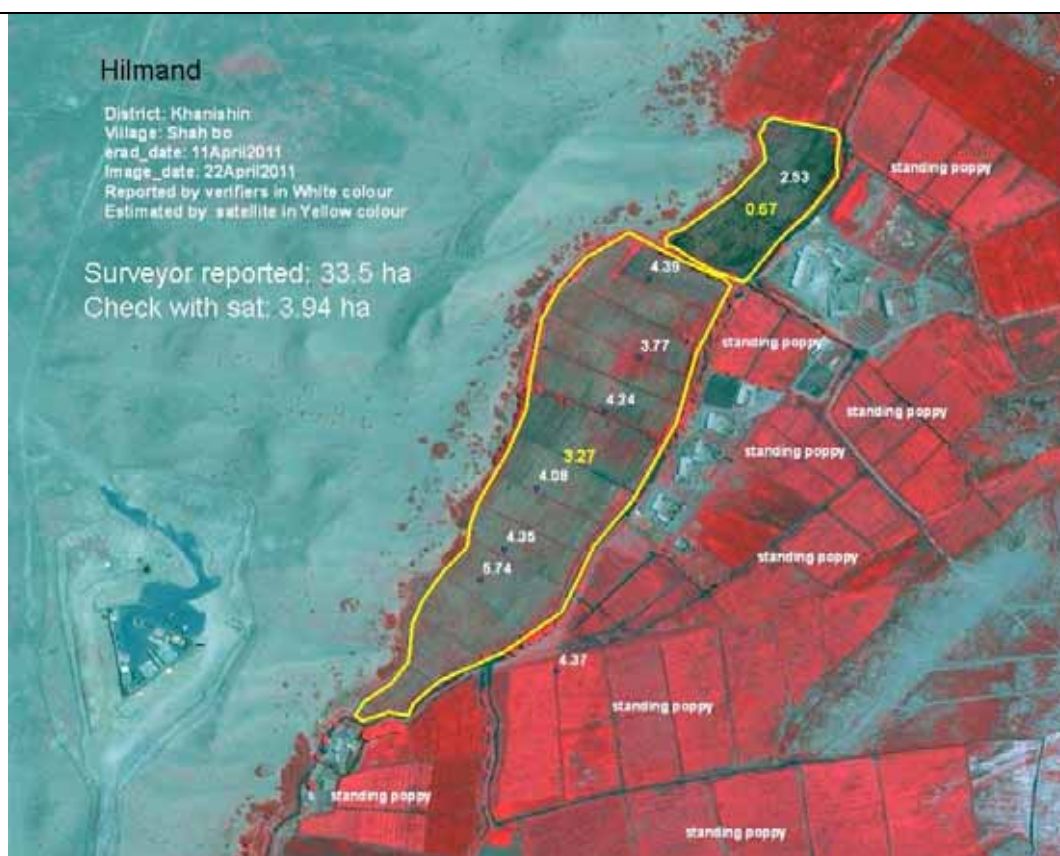 Hilmand
District: Khanishin
Village: Shah bo
erad_date: 11April2011
Image_date: 22April2011
Reported by verifiers in White colour
Estimated by satellite in Yellow colour
Surveyor reported: 33.5 ha
Check with sat: 3.94 ha
standing poppy
2.53
0.67
4.39
3.77
standing poppy
4.24
standing poppy
standing poppy
3.27
4.08
4.35
standing poppy
5.74
4.37
standing poppy
standing poppy
standing poppy